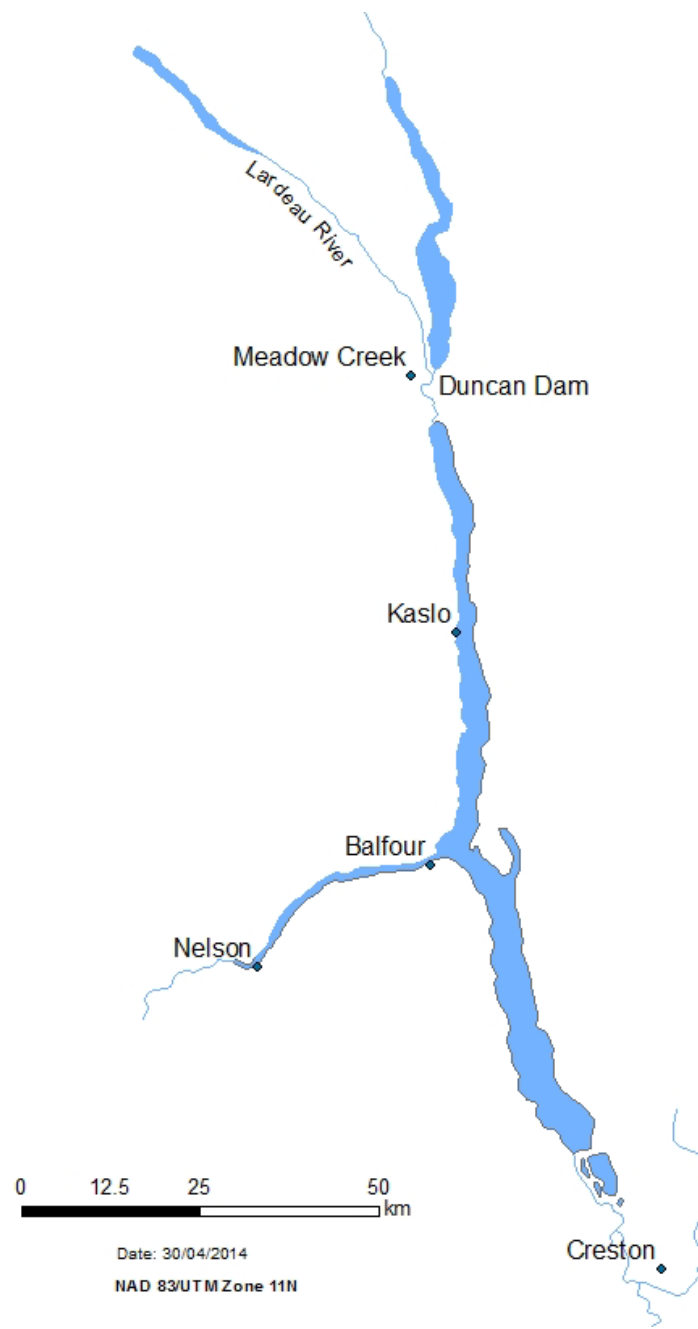 Lardeau River
Meadow Creek
Duncan Dam
Kaslo
Balfour
Nelson
0 12.5 25 50
km
Creston
Date: 30/04/2014
NAD 83/UTM Zone 11N